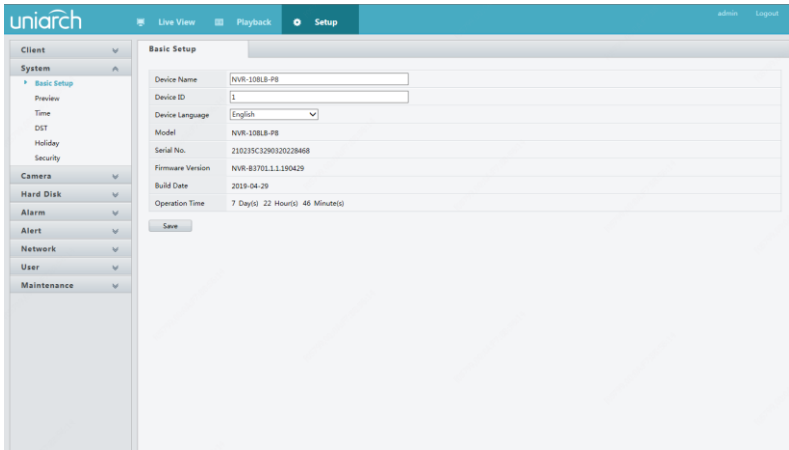 uniarch
Live View Playback Setup
admin Logout
Client
System
Basic Setup
Preview
Time
DST
Holiday
Security
Camera
Hard Disk
Alarm
Alert
Network
User
Maintenance
Basic Setup
Device Name NVR-108LB-P8
Device ID 1
Device Language English
Model NVR-108LB-P8
Serial No. 210235C3290320228468
Firmware Version NVR-B3701.1.1.190429
Build Date 2019-04-29
Operation Time 7 Day(s) 22 Hour(s) 46 Minute(s)
Save